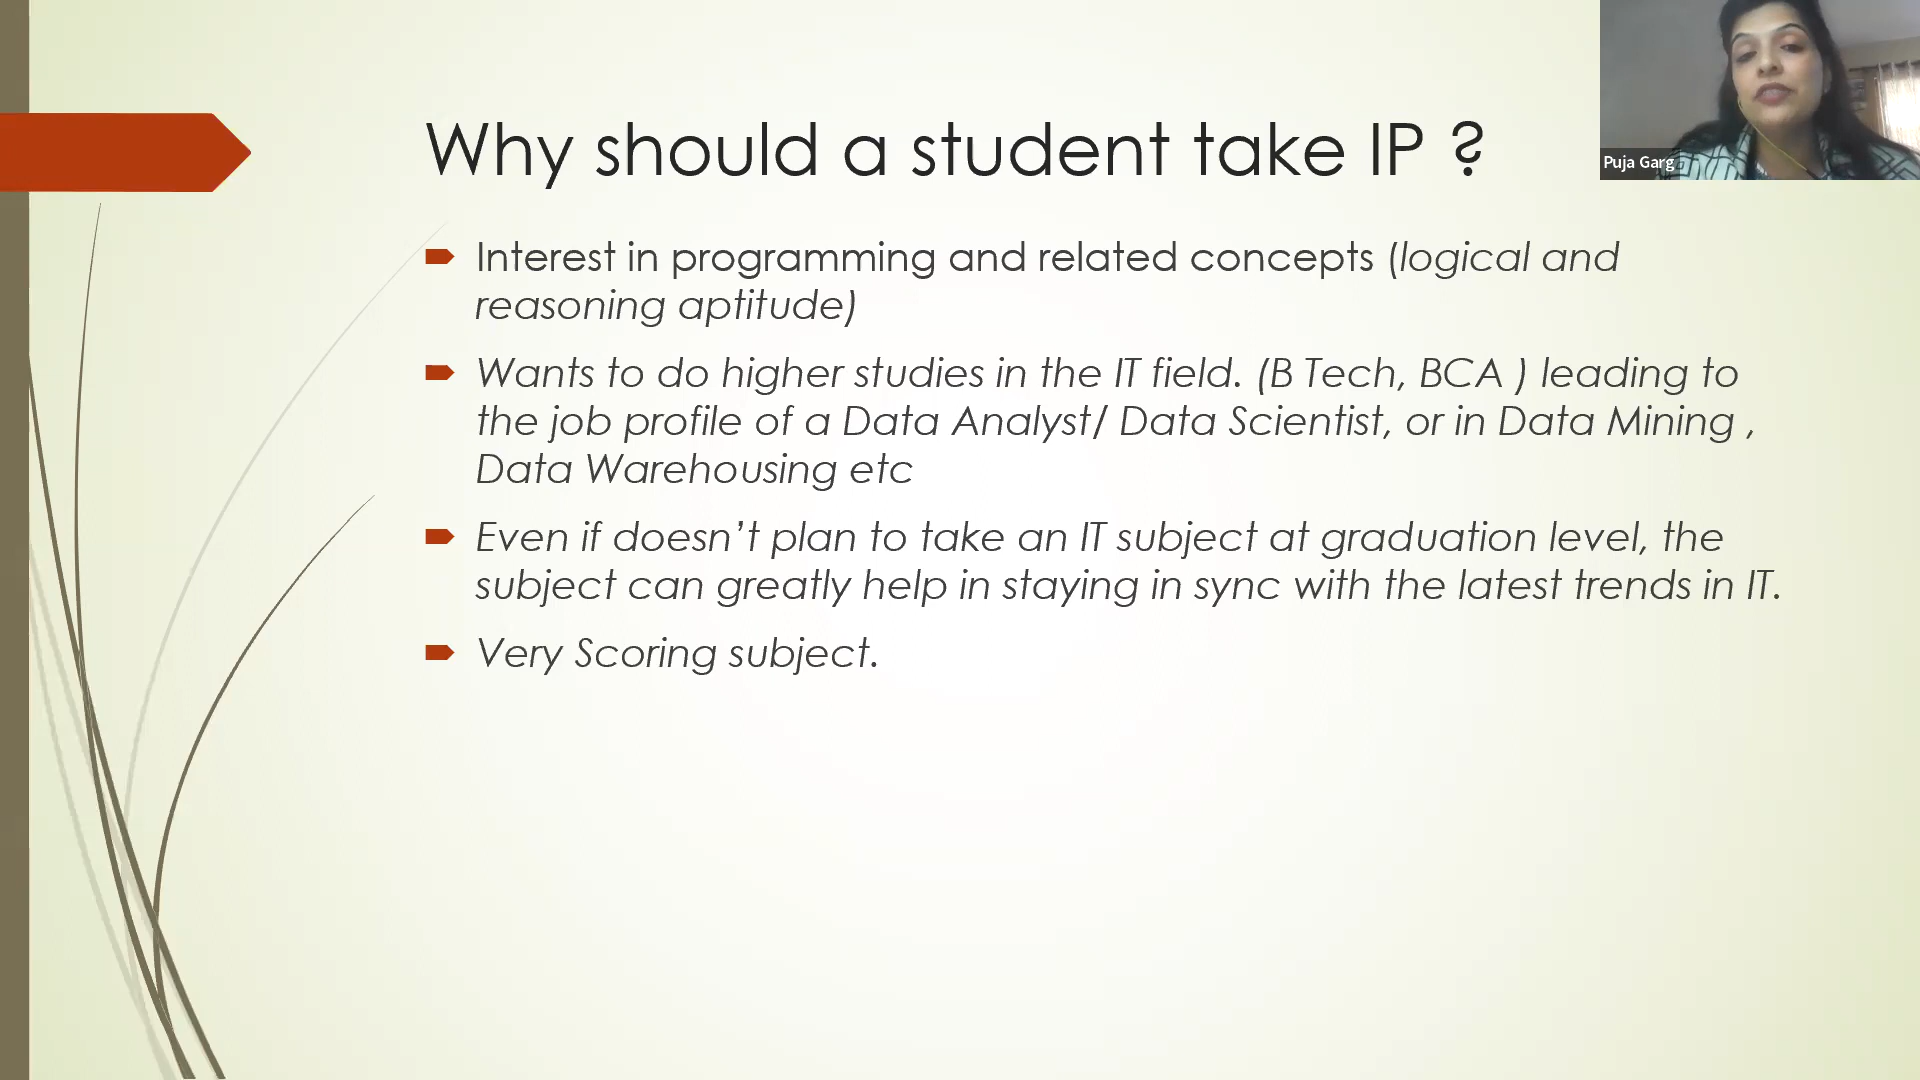 Why should a student take IP ?
Puja Garg
Interest in programming and related concepts (logical and
reasoning aptitude)
Wants to do higher studies in the IT field. (B Tech, BCA ) leading to
the job profile of a Data Analyst/ Data Scientist, or in Data Mining ,
Data Warehousing etc
Even if doesn’t plan to take an IT subject at graduation level, the
subject can greatly help in staying in sync with the latest trends in IT.
Very Scoring subject.